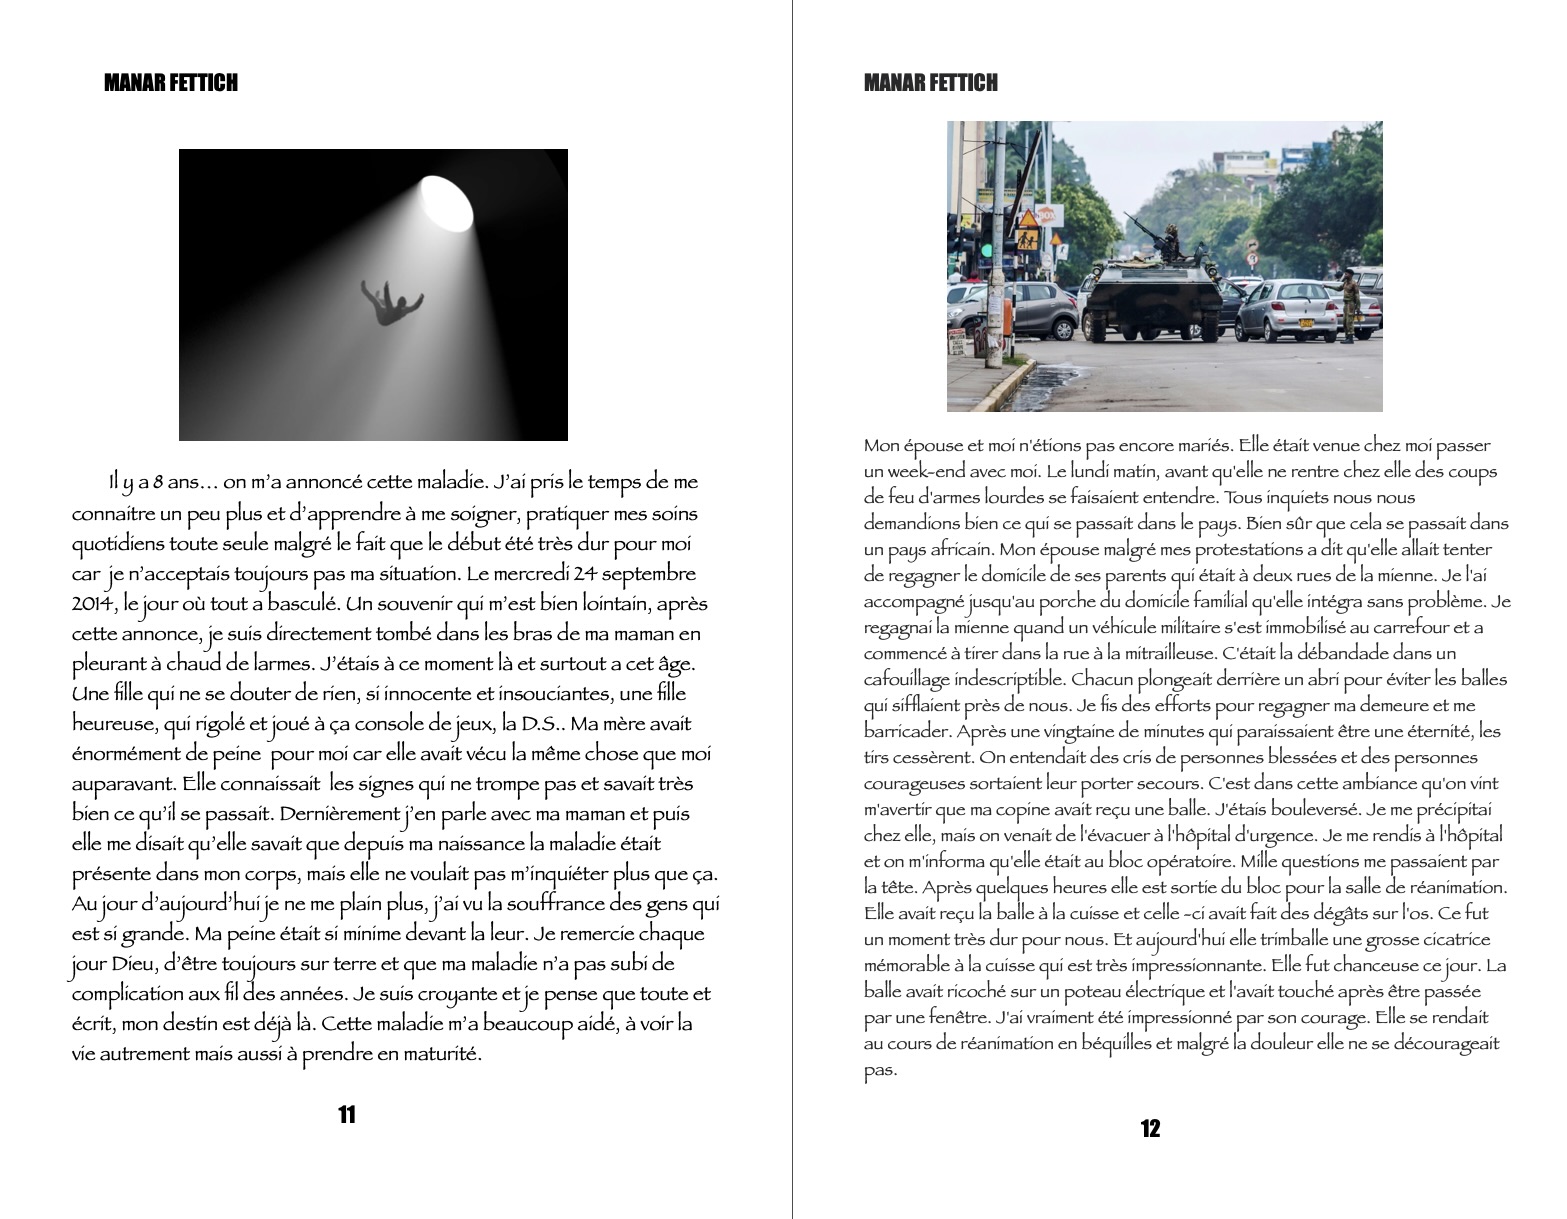 MANAR FETTICH
Il y a 8 ans… on m’a annoncé cette maladie. J’ai pris le temps de me
connaitre un peu plus et d’apprendre à me soigner, pratiquer mes soins
quotidiens toute seule malgré le fait que le début été très dur pour moi
car je n’acceptais toujours pas ma situation. Le mercredi 24 septembre
2014, le jour où tout a basculé. Un souvenir qui m’est bien lointain, après
cette annonce, je suis directement tombé dans les bras de ma maman en
pleurant à chaud de larmes. J’étais à ce moment là et surtout a cet âge.
Une fille qui ne se douter de rien, si innocente et insouciantes, une fille
heureuse, qui rigolé et joué à ça console de jeux, la D.S.. Ma mère avait
énormément de peine pour moi car elle avait vécu la même chose que moi
auparavant. Elle connaissait les signes qui ne trompe pas et savait très
bien ce qu’il se passait. Dernièrement j’en parle avec ma maman et puis
elle me disait qu’elle savait que depuis ma naissance la maladie était
présente dans mon corps, mais elle ne voulait pas m’inquiéter plus que ça.
Au jour d’aujourd’hui je ne me plain plus, j’ai vu la souffrance des gens qui
est si grande. Ma peine était si minime devant la leur. Je remercie chaque
jour Dieu, d’être toujours sur terre et que ma maladie n’a pas subi de
complication aux fil des années. Je suis croyante et je pense que toute et
écrit, mon destin est déjà là. Cette maladie m’a beaucoup aidé, à voir la
vie autrement mais aussi à prendre en maturité.
11
MANAR FETTICH
BOX
Mon épouse et moi n'étions pas encore mariés. Elle était venue chez moi passer
un week-end avec moi. Le lundi matin, avant qu'elle ne rentre chez elle des coups
de feu d'armes lourdes se faisaient entendre. Tous inquiets nous nous
demandions bien ce qui se passait dans le pays. Bien sûr que cela se passait dans
un pays africain. Mon épouse malgré mes protestations a dit qu'elle allait tenter
de regagner le domicile de ses parents qui était à deux rues de la mienne. Je l'ai
accompagné jusqu'au porche du domicile familial qu'elle intégra sans problème. Je
regagnai la mienne quand un véhicule militaire s'est immobilisé au carrefour et a
commencé à tirer dans la rue à la mitrailleuse. C'était la débandade dans un
cafouillage indescriptible. Chacun plongeait derrière un abri pour éviter les balles
qui sifflaient près de nous. Je fis des efforts pour regagner ma demeure et me
barricader. Après une vingtaine de minutes qui paraissaient être une éternité, les
tirs cessèrent. On entendait des cris de personnes blessées et des personnes
courageuses sortaient leur porter secours. C'est dans cette ambiance qu'on vint
m'avertir que ma copine avait reçu une balle. J'étais bouleversé. Je me précipitai
chez elle, mais on venait de l'évacuer à l'hôpital d'urgence. Je me rendis à l'hôpital
et on m'informa qu'elle était au bloc opératoire. Mille questions me passaient par
la tête. Après quelques heures elle est sortie du bloc pour la salle de réanimation.
Elle avait reçu la balle à la cuisse et celle -ci avait fait des dégâts sur l'os. Ce fut
un moment très dur pour nous. Et aujourd'hui elle trimballe une grosse cicatrice
mémorable à la cuisse qui est très impressionnante. Elle fut chanceuse ce jour. La
balle avait ricoché sur un poteau électrique et l'avait touché après être passée
par une fenêtre. J'ai vraiment été impressionné par son courage. Elle se rendait
au cours de réanimation en béquilles et malgré la douleur elle ne se décourageait
pas.
12